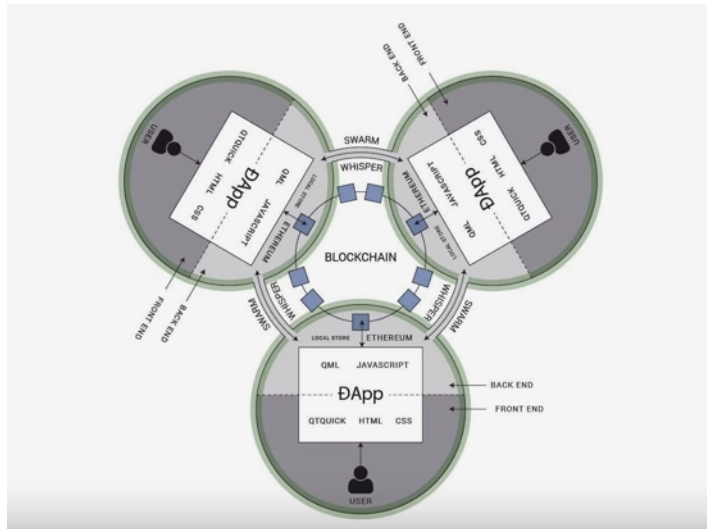 FRONT END
BACK END
USER
QTQUICK HTML CSS
ĐApp
QML JAVASCRIPT
LOCAL STORE
ETHEREUM
FRONT END
BACK END
SWARM
WHISPER
USER
CSS HTML QTQUICK
ĐApp
JAVASCRIPT QML
ETHEREUM
LOCAL STORE
BLOCKCHAIN
WHISPER
SWARM
WHISPER
SWARM
LOCAL STORE ETHEREUM
QML JAVASCRIPT
ĐApp
QTQUICK HTML CSS
BACK END
FRONT END
USER